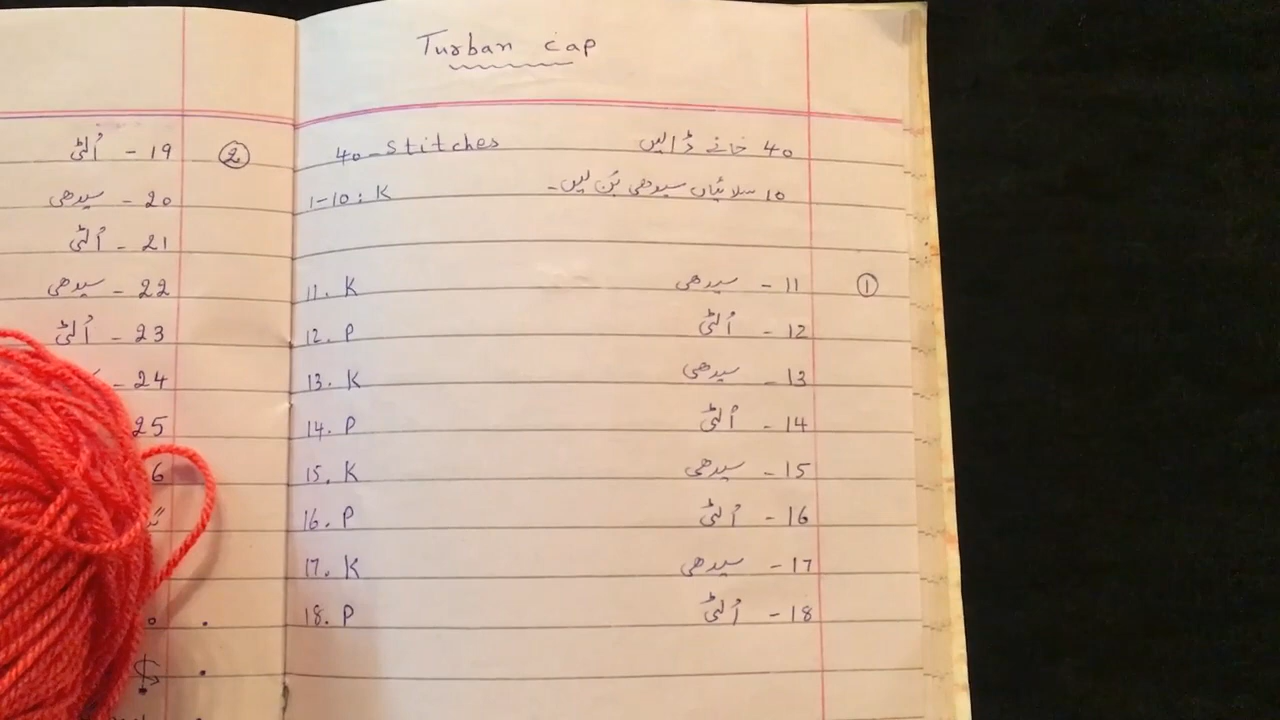 Turban cap
40-Stitches 40 خانے ڈالیں
1-10: K 10 سلائیاں سیدھی بُن لیں۔
①
11. K 11 - سیدھی
12. P 12 - اُلٹی
13. K 13 - سیدھی
14. P 14 - اُلٹی
15. K 15 - سیدھی
16. P 16 - اُلٹی
17. K 17 - سیدھی
18. P 18 - اُلٹی
②
19 - اُلٹی
20 - سیدھی
21 - اُلٹی
22 - سیدھی
23 - اُلٹی
24 -
25
6